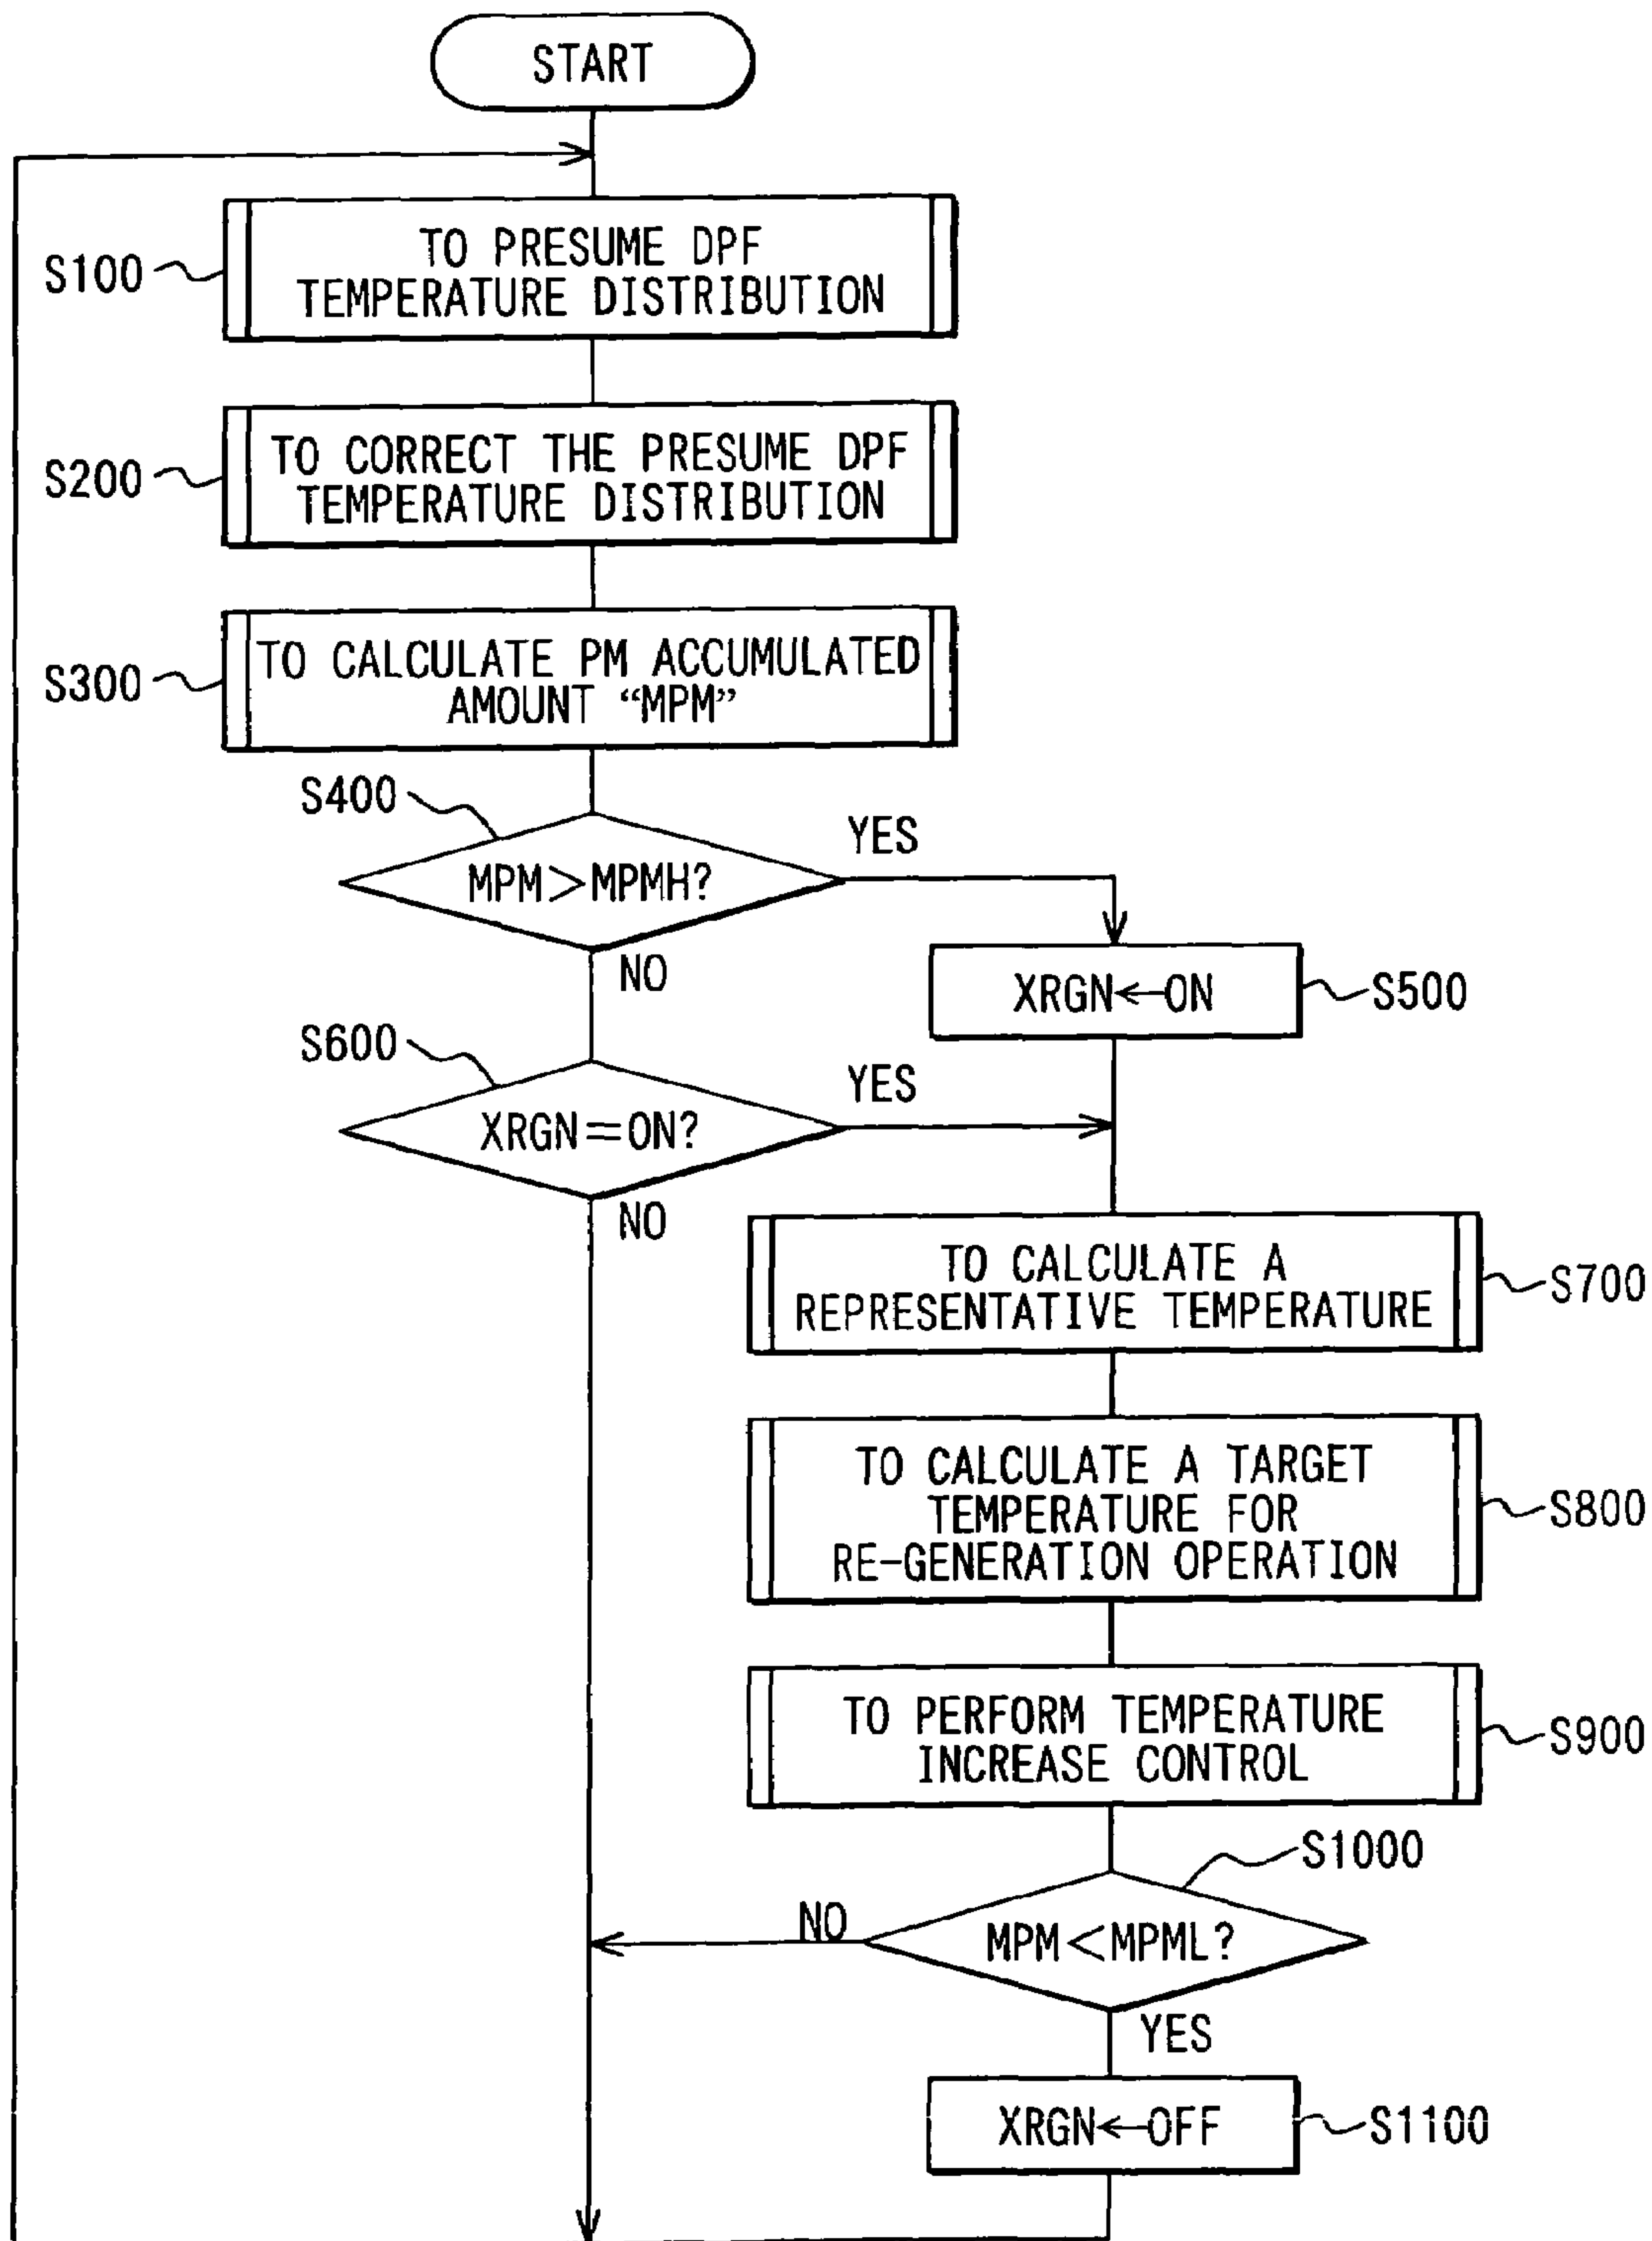 START
S100
TO PRESUME DPF
TEMPERATURE DISTRIBUTION
S200
TO CORRECT THE PRESUME DPF
TEMPERATURE DISTRIBUTION
S300
TO CALCULATE PM ACCUMULATED
AMOUNT “MPM”
S400
MPM>MPMH?
YES
NO
XRGN←ON
S500
S600
XRGN=ON?
YES
NO
TO CALCULATE A
REPRESENTATIVE TEMPERATURE
S700
TO CALCULATE A TARGET
TEMPERATURE FOR
RE-GENERATION OPERATION
S800
TO PERFORM TEMPERATURE
INCREASE CONTROL
S900
S1000
MPM<MPML?
NO
YES
XRGN←OFF
S1100